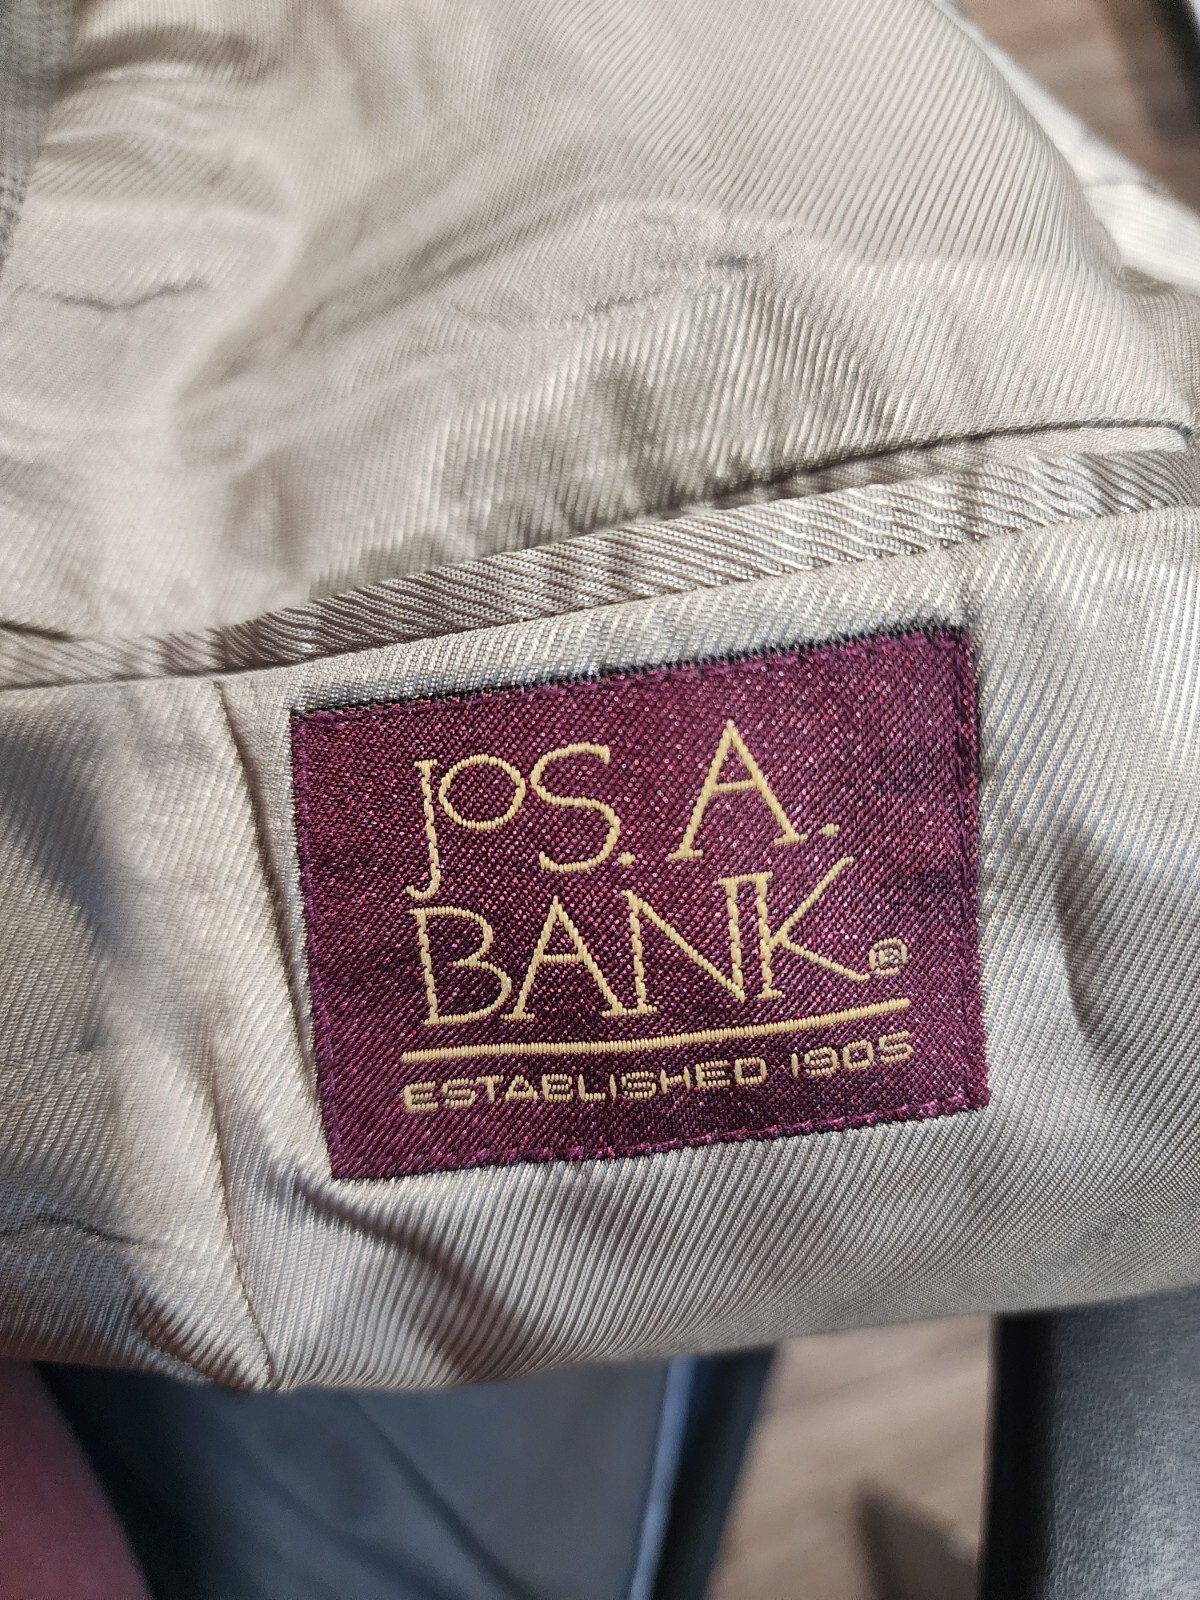 JOS. A.
BANK®
ESTABLISHED 1905